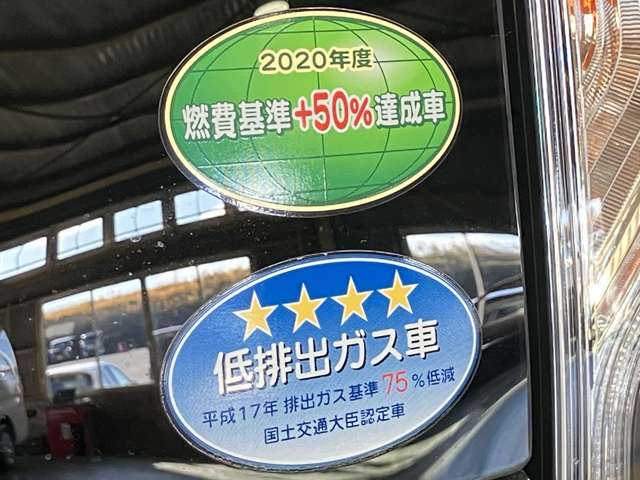 2020年度
燃費基準+50%達成車
低排出ガス車
平成17年排出ガス基準75%低減
国土交通大臣認定車